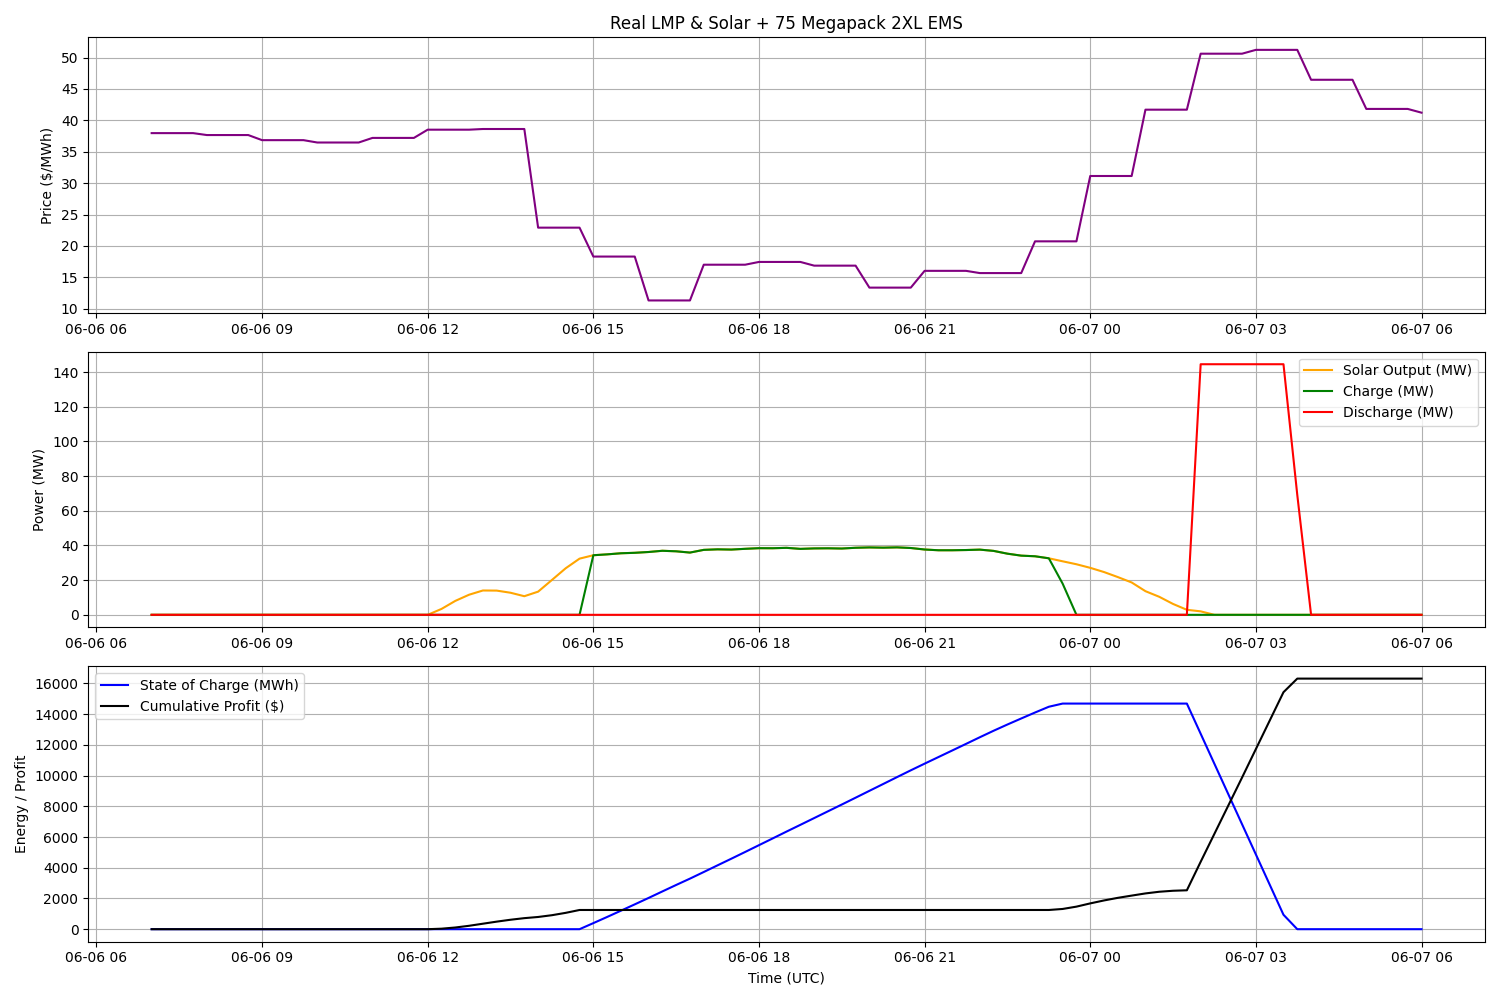 Real LMP & Solar + 75 Megapack 2XL EMS
Price ($/MWh)
50
45
40
35
30
25
20
15
10
06-06 06 06-06 09 06-06 12 06-06 15 06-06 18 06-06 21 06-07 00 06-07 03 06-07 06
Power (MW)
140
120
100
80
60
40
20
0
Solar Output (MW)
Charge (MW)
Discharge (MW)
06-06 06 06-06 09 06-06 12 06-06 15 06-06 18 06-06 21 06-07 00 06-07 03 06-07 06
Energy / Profit
16000
14000
12000
10000
8000
6000
4000
2000
0
State of Charge (MWh)
Cumulative Profit ($)
06-06 06 06-06 09 06-06 12 06-06 15 06-06 18 06-06 21 06-07 00 06-07 03 06-07 06
Time (UTC)